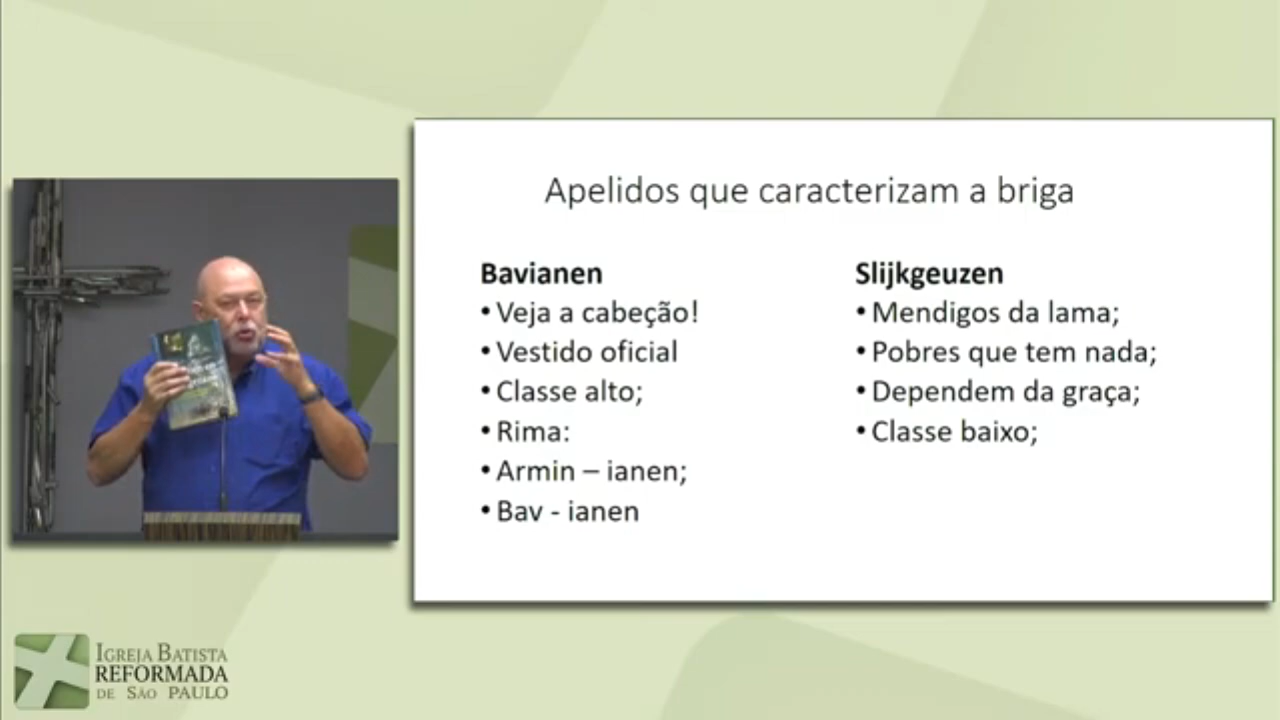 Apelidos que caracterizam a briga
Bavianen
• Veja a cabeção!
• Vestido oficial
• Classe alto;
• Rima:
• Armin – ianen;
• Bav - ianen
Slijkgeuzen
• Mendigos da lama;
• Pobres que tem nada;
• Dependem da graça;
• Classe baixo;
IGREJA BATISTA
REFORMADA
DE SÃO PAULO